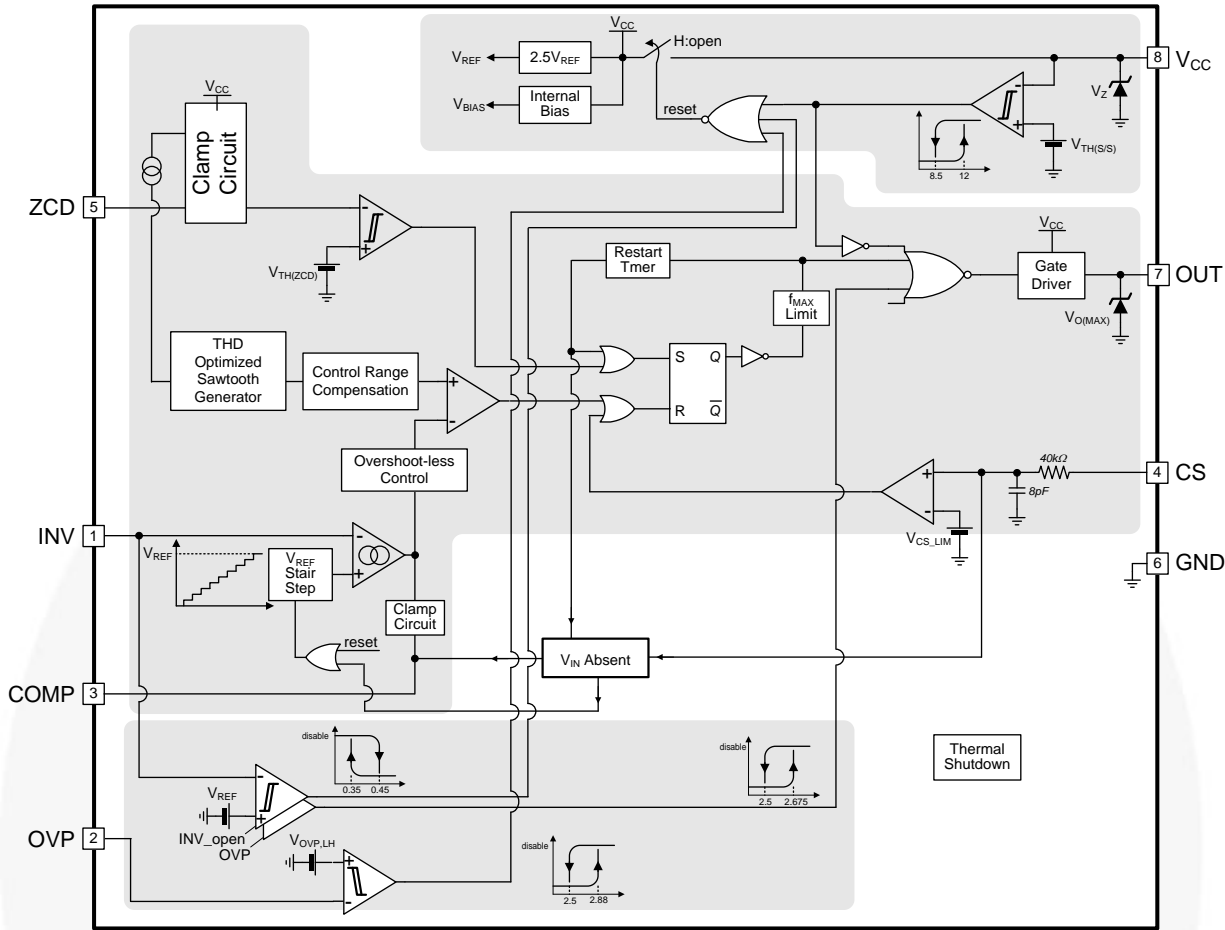 VCC
H:open
VREF
2.5VREF
8
VCC
VZ
VBIAS
Internal
Bias
reset
-
+
VTH(S/S)
8.5
12
VCC
Clamp
Circuit
ZCD
5
-
+
VTH(ZCD)
Restart
Tmer
VCC
Gate
Driver
7
OUT
fMAX
Limit
VO(MAX)
THD
Optimized
Sawtooth
Generator
Control Range
Compensation
+
-
S
Q
R
Q
Overshoot-less
Control
40kΩ
4
CS
8pF
+
-
VCS_LIM
INV
1
VREF
VREF
Stair
Step
-
+
6
GND
Clamp
Circuit
reset
VIN Absent
COMP
3
disable
0.35
0.45
disable
2.5
2.675
Thermal
Shutdown
-
+
VREF
INV_open
OVP
OVP
2
VOVP,LH
+
-
disable
2.5
2.88